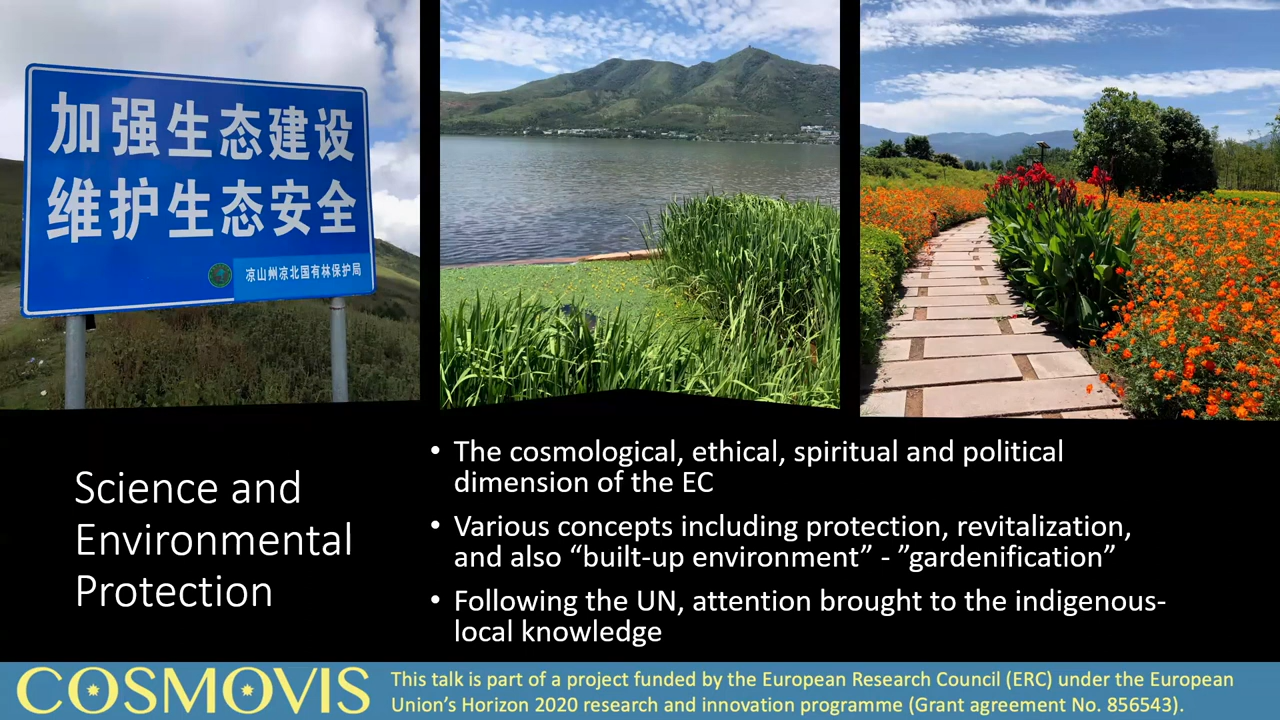 加强生态建设
维护生态安全
凉山州凉北国有林保护局
Science and
Environmental
Protection
• The cosmological, ethical, spiritual and political
dimension of the EC
• Various concepts including protection, revitalization,
and also “built-up environment” - ”gardenification”
• Following the UN, attention brought to the indigenous-
local knowledge
COSMOVIS
This talk is part of a project funded by the European Research Council (ERC) under the European
Union’s Horizon 2020 research and innovation programme (Grant agreement No. 856543).